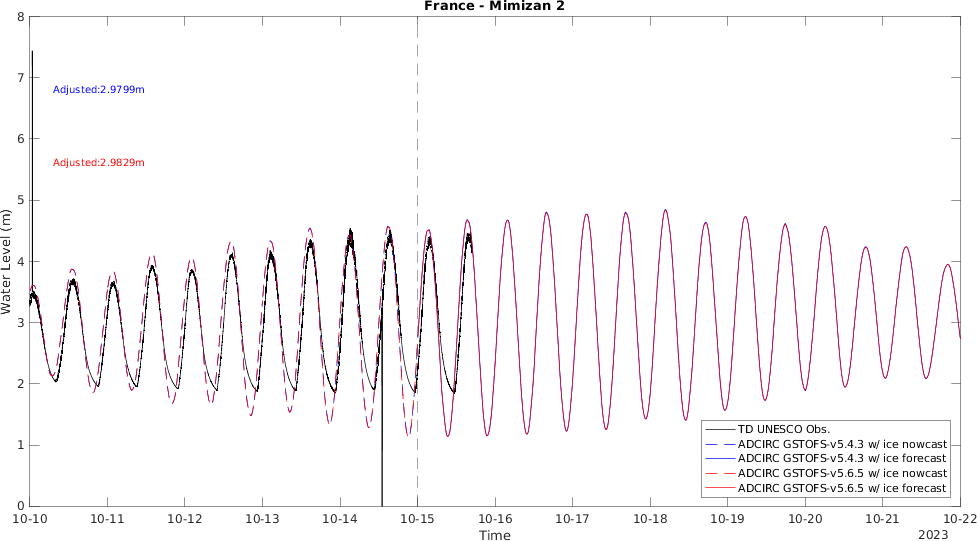 France - Mimizan 2
8
7
6
5
4
3
2
1
0
Water Level (m)
Adjusted:2.9799m
Adjusted:2.9829m
TD UNESCO Obs.
ADCIRC GSTOFS-v5.4.3 w/ ice nowcast
ADCIRC GSTOFS-v5.4.3 w/ ice forecast
ADCIRC GSTOFS-v5.6.5 w/ ice nowcast
ADCIRC GSTOFS-v5.6.5 w/ ice forecast
10-10 10-11 10-12 10-13 10-14 10-15 10-16 10-17 10-18 10-19 10-20 10-21 10-22
Time
2023